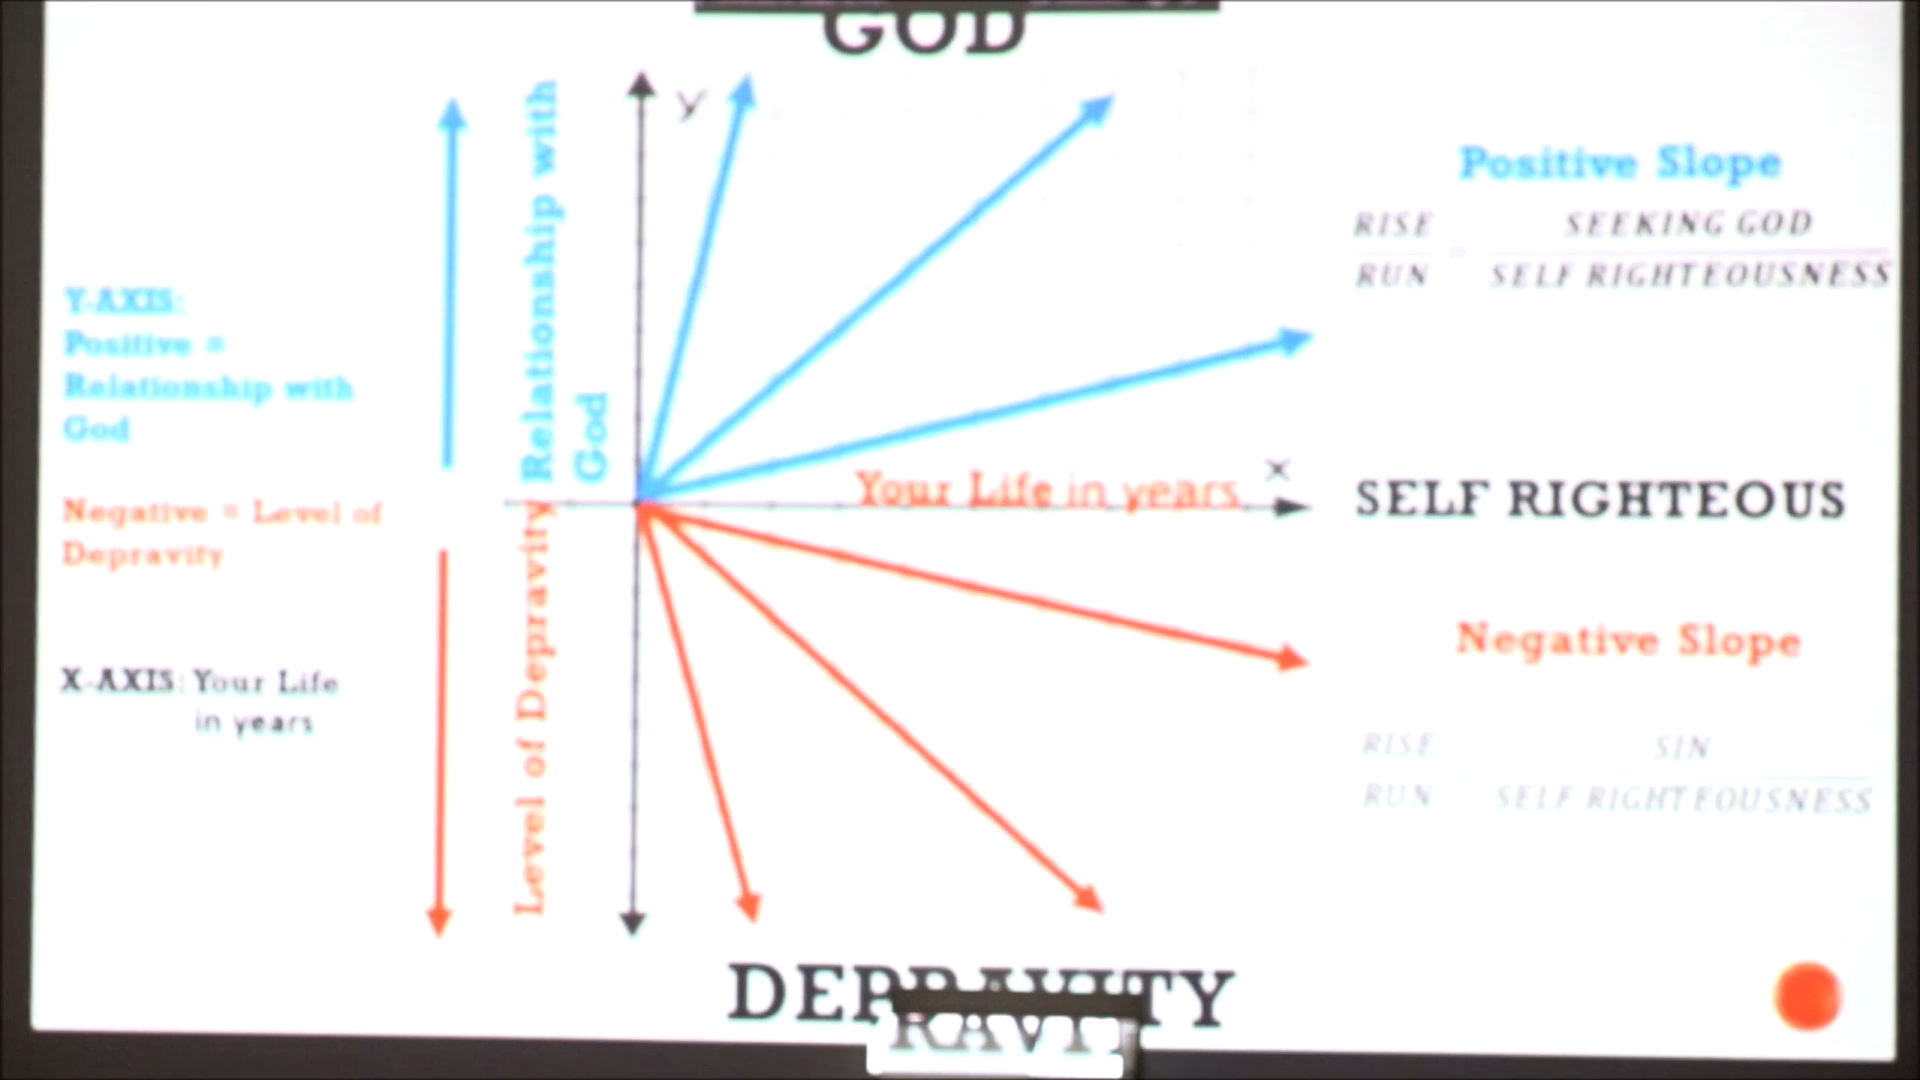 GOD
y
Relationship with
God
Positive Slope
RISE SEEKING GOD
RUN SELF RIGHTEOUSNESS
Y-AXIS:
Positive =
Relationship with
God
Your Life in years
x
SELF RIGHTEOUS
Negative = Level of
Depravity
Level of Depravity
Negative Slope
X-AXIS: Your Life
in years
RISE SIN
RUN SELF RIGHTEOUSNESS
DEPRAVITY